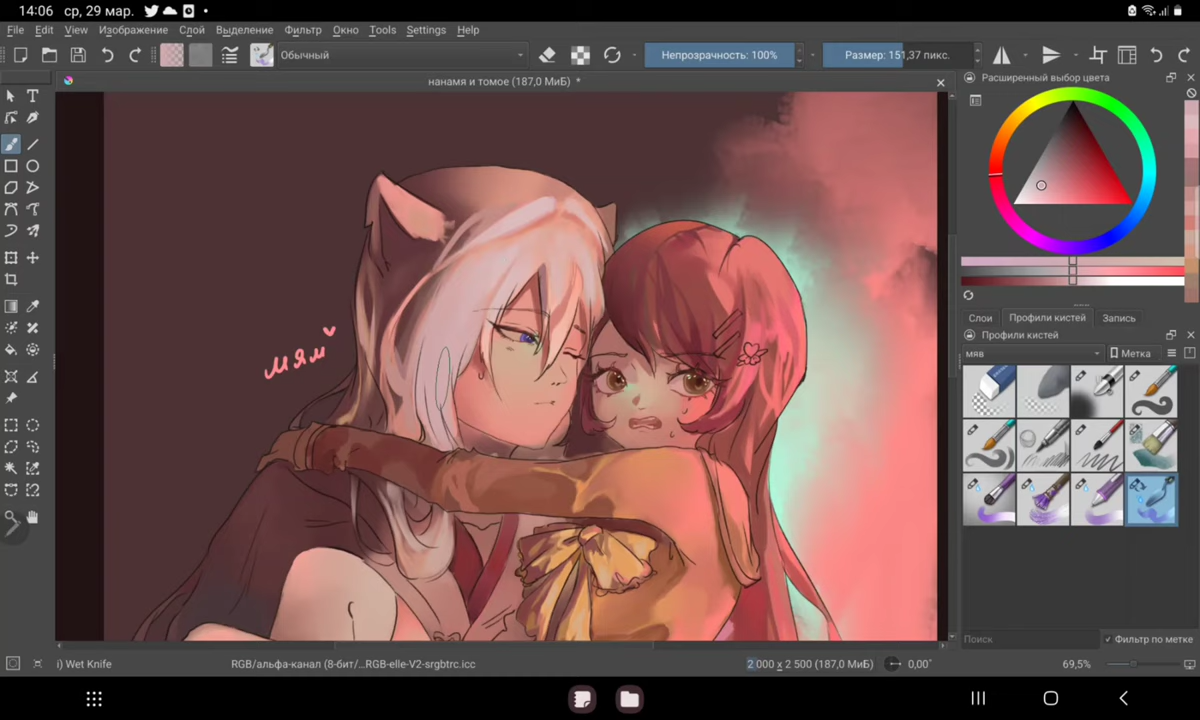 14:06 ср, 29 мар.
File Edit View Изображение Слой Выделение Фильтр Окно Tools Settings Help
Обычный
Непрозрачность: 100%
Размер: 151,37 пикс.
нанамя и томое (187,0 МиБ) *
Расширенный выбор цвета
мям
Слои Профили кистей Запись
Профили кистей
мяв
Метка
Поиск
Фильтр по метке
i) Wet Knife
RGB/альфа-канал (8-бит/...RGB-elle-V2-srgbtrc.icc
2 000 x 2 500 (187,0 МиБ)
0,00°
69,5%